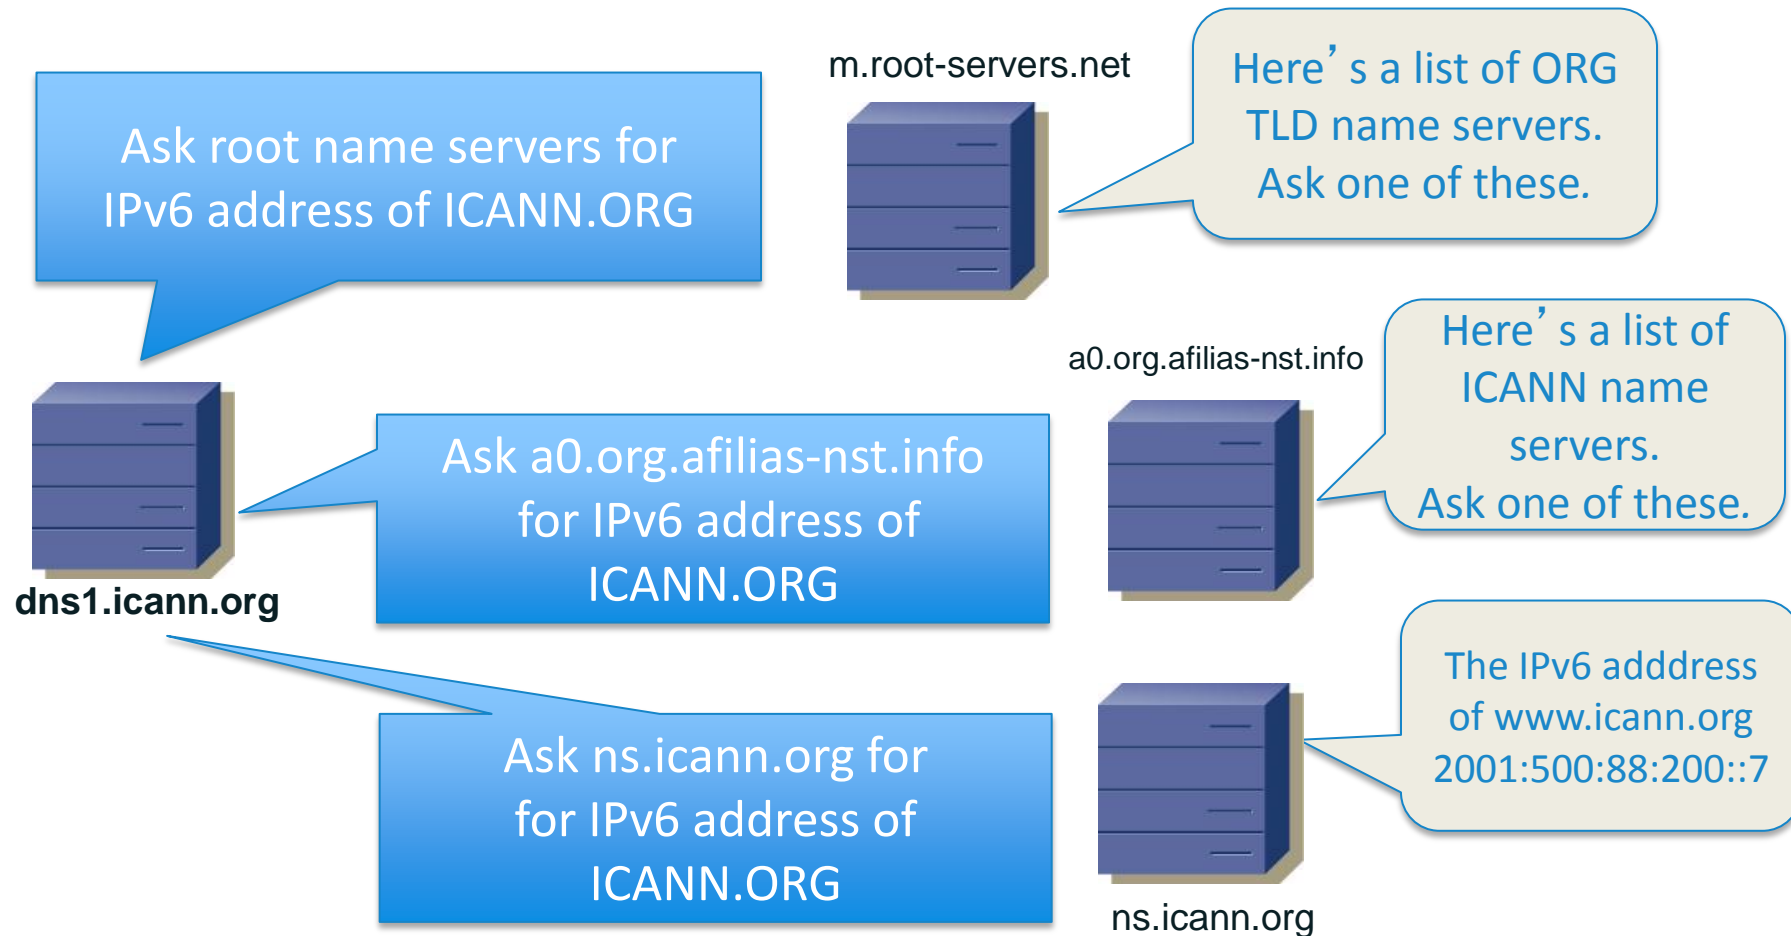 Ask root name servers for
IPv6 address of ICANN.ORG
m.root-servers.net
Here’s a list of ORG
TLD name servers.
Ask one of these.
dns1.icann.org
Ask a0.org.afilias-nst.info
for IPv6 address of
ICANN.ORG
a0.org.afilias-nst.info
Here’s a list of
ICANN name
servers.
Ask one of these.
Ask ns.icann.org for
for IPv6 address of
ICANN.ORG
ns.icann.org
The IPv6 adddress
of www.icann.org
2001:500:88:200::7